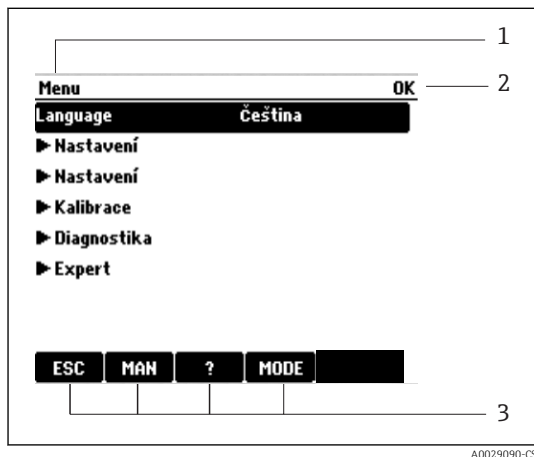 1
Menu OK 2
Language Čeština
Nastavení
Nastavení
Kalibrace
Diagnostika
Expert
ESC MAN ? MODE
3
A0029090-CS